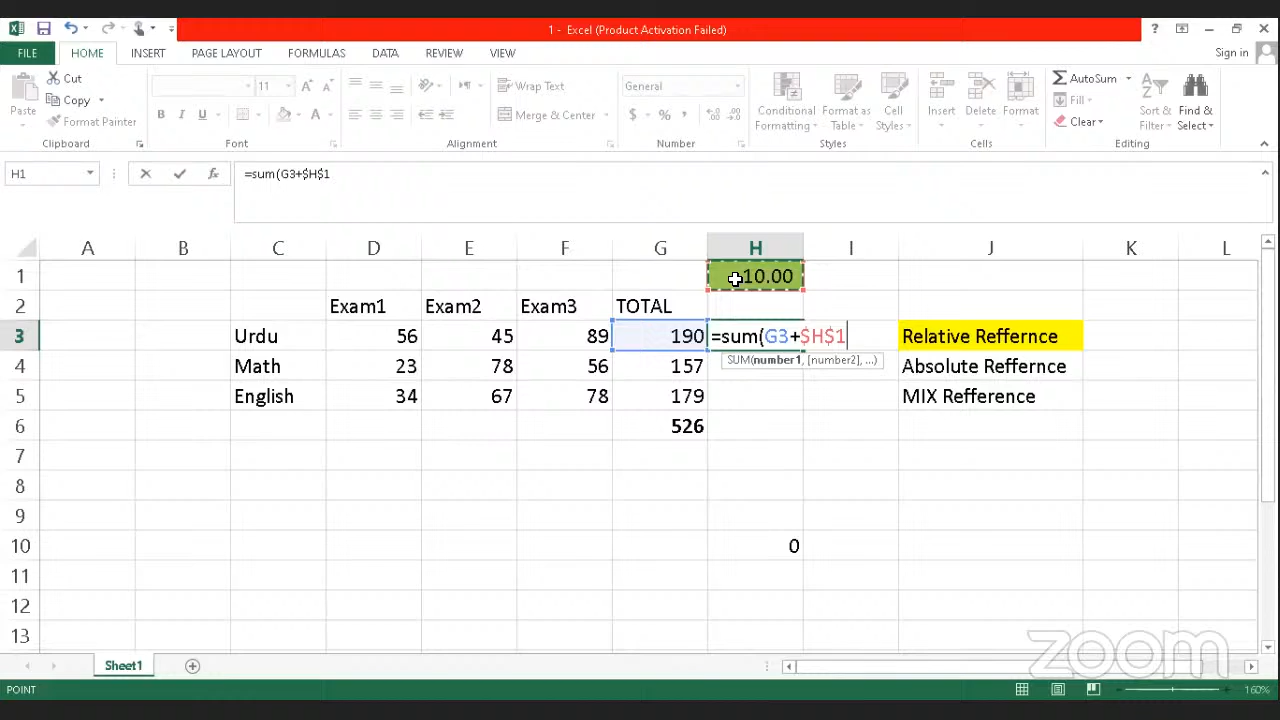 1 - Excel (Product Activation Failed)
? Sign in
FILE HOME INSERT PAGE LAYOUT FORMULAS DATA REVIEW VIEW
Paste Cut Copy Format Painter
Clipboard
11
B I U A A A
Font
Wrap Text
Merge & Center
Alignment
General
$ % ,
Number
Conditional Formatting
Format as Table
Cell Styles
Styles
Insert Delete Format
Cells
AutoSum
Fill
Clear
Sort & Filter
Find & Select
Editing
H1 fx =sum(G3+$H$1
A B C D E F G H I J K L
1 10.00
2 Exam1 Exam2 Exam3 TOTAL
3 Urdu 56 45 89 190 =sum(G3+$H$1 Relative Reffernce
SUM(number1, [number2], ...)
4 Math 23 78 56 157 Absolute Reffernce
5 English 34 67 78 179 MIX Refference
6 526
7
8
9
10 0
11
12
13
zoom
Sheet1
POINT 160%